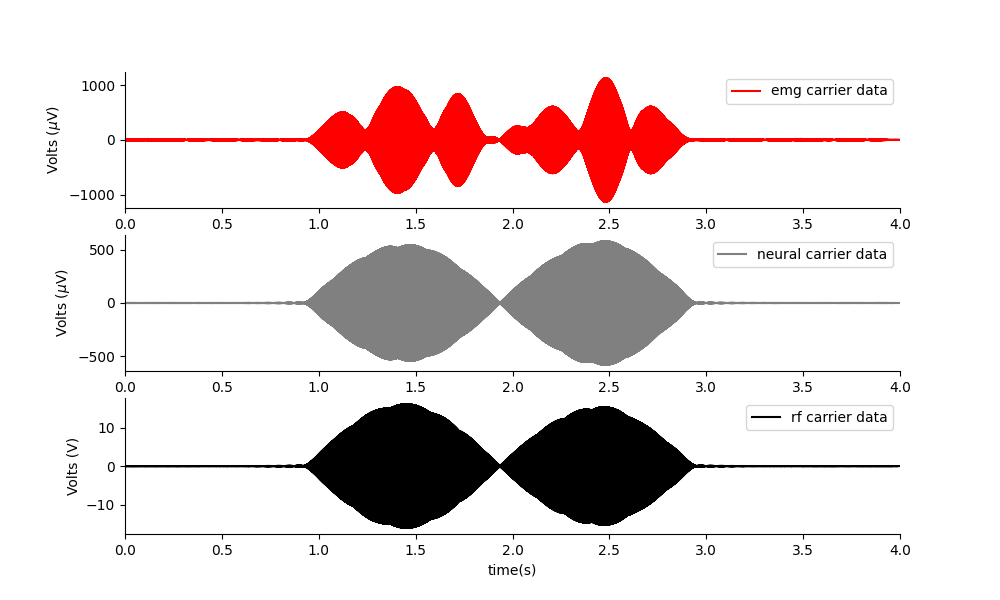 emg carrier data
Volts (μV)
1000
0
−1000
0.0 0.5 1.0 1.5 2.0 2.5 3.0 3.5 4.0
neural carrier data
Volts (μV)
500
0
−500
0.0 0.5 1.0 1.5 2.0 2.5 3.0 3.5 4.0
rf carrier data
Volts (V)
10
0
−10
0.0 0.5 1.0 1.5 2.0 2.5 3.0 3.5 4.0
time(s)